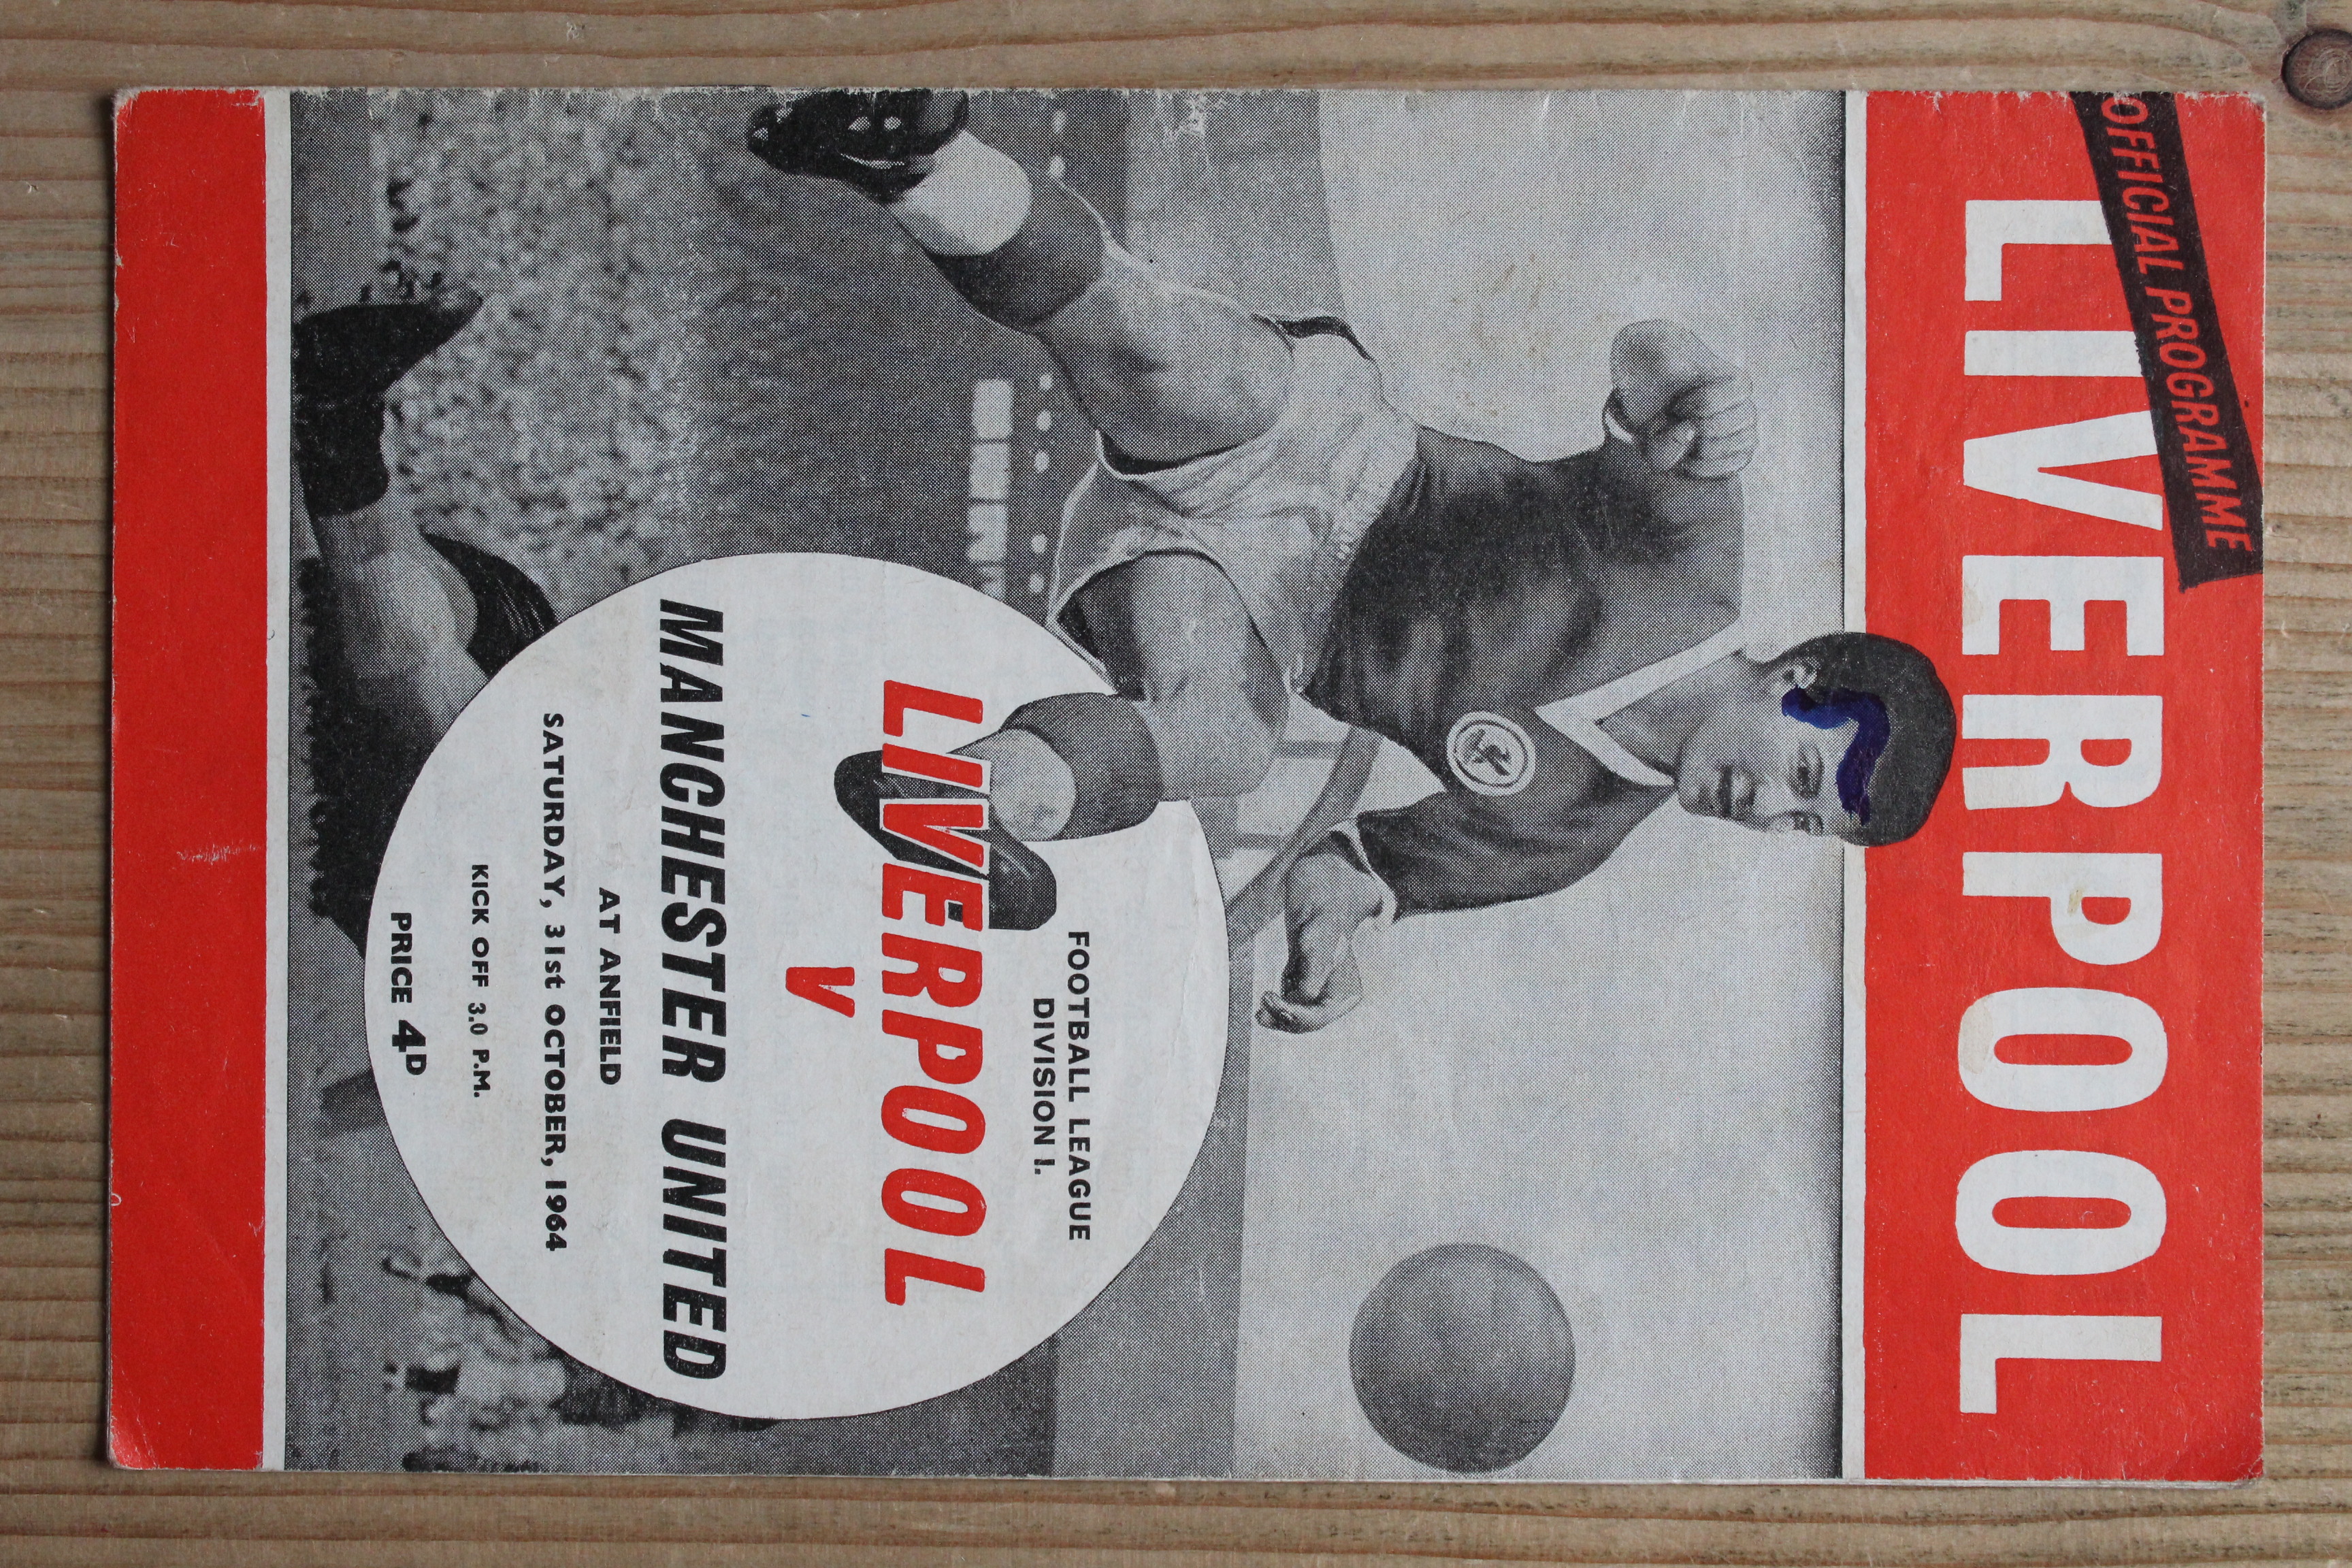 OFFICIAL PROGRAMME
LIVERPOOL
FOOTBALL LEAGUE
DIVISION I.
LIVERPOOL
V
MANCHESTER UNITED
AT ANFIELD
SATURDAY, 31st OCTOBER, 1964
KICK OFF 3.0 P.M.
PRICE 4D